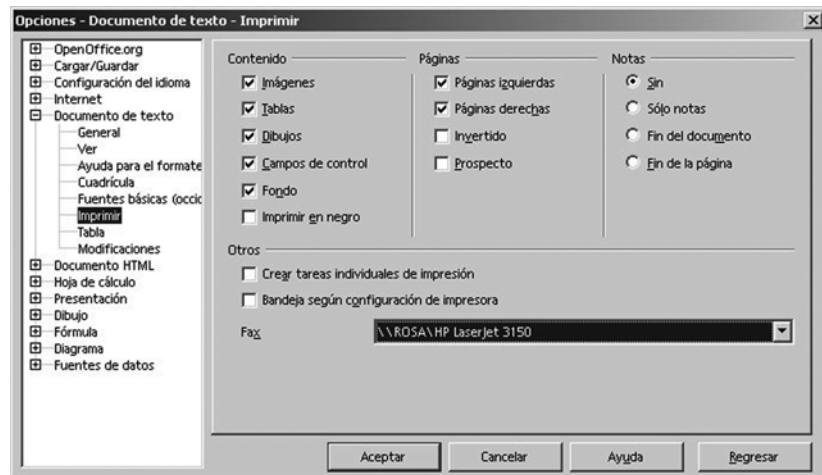 Opciones - Documento de texto - Imprimir
OpenOffice.org
Cargar/Guardar
Configuración del idioma
Internet
Documento de texto
General
Ver
Ayuda para el formate
Cuadrícula
Fuentes básicas (occic
Imprimir
Tabla
Modificaciones
Documento HTML
Hoja de cálculo
Presentación
Dibujo
Fórmula
Diagrama
Fuentes de datos
Contenido
Imágenes
Tablas
Dibujos
Campos de control
Fondo
Imprimir en negro
Páginas
Páginas izquierdas
Páginas derechas
Invertido
Prospecto
Notas
Sin
Sólo notas
Fin del documento
Fin de la página
Otros
Crear tareas individuales de impresión
Bandeja según configuración de impresora
Fax
\\ROSA\HP LaserJet 3150
Aceptar
Cancelar
Ayuda
Regresar